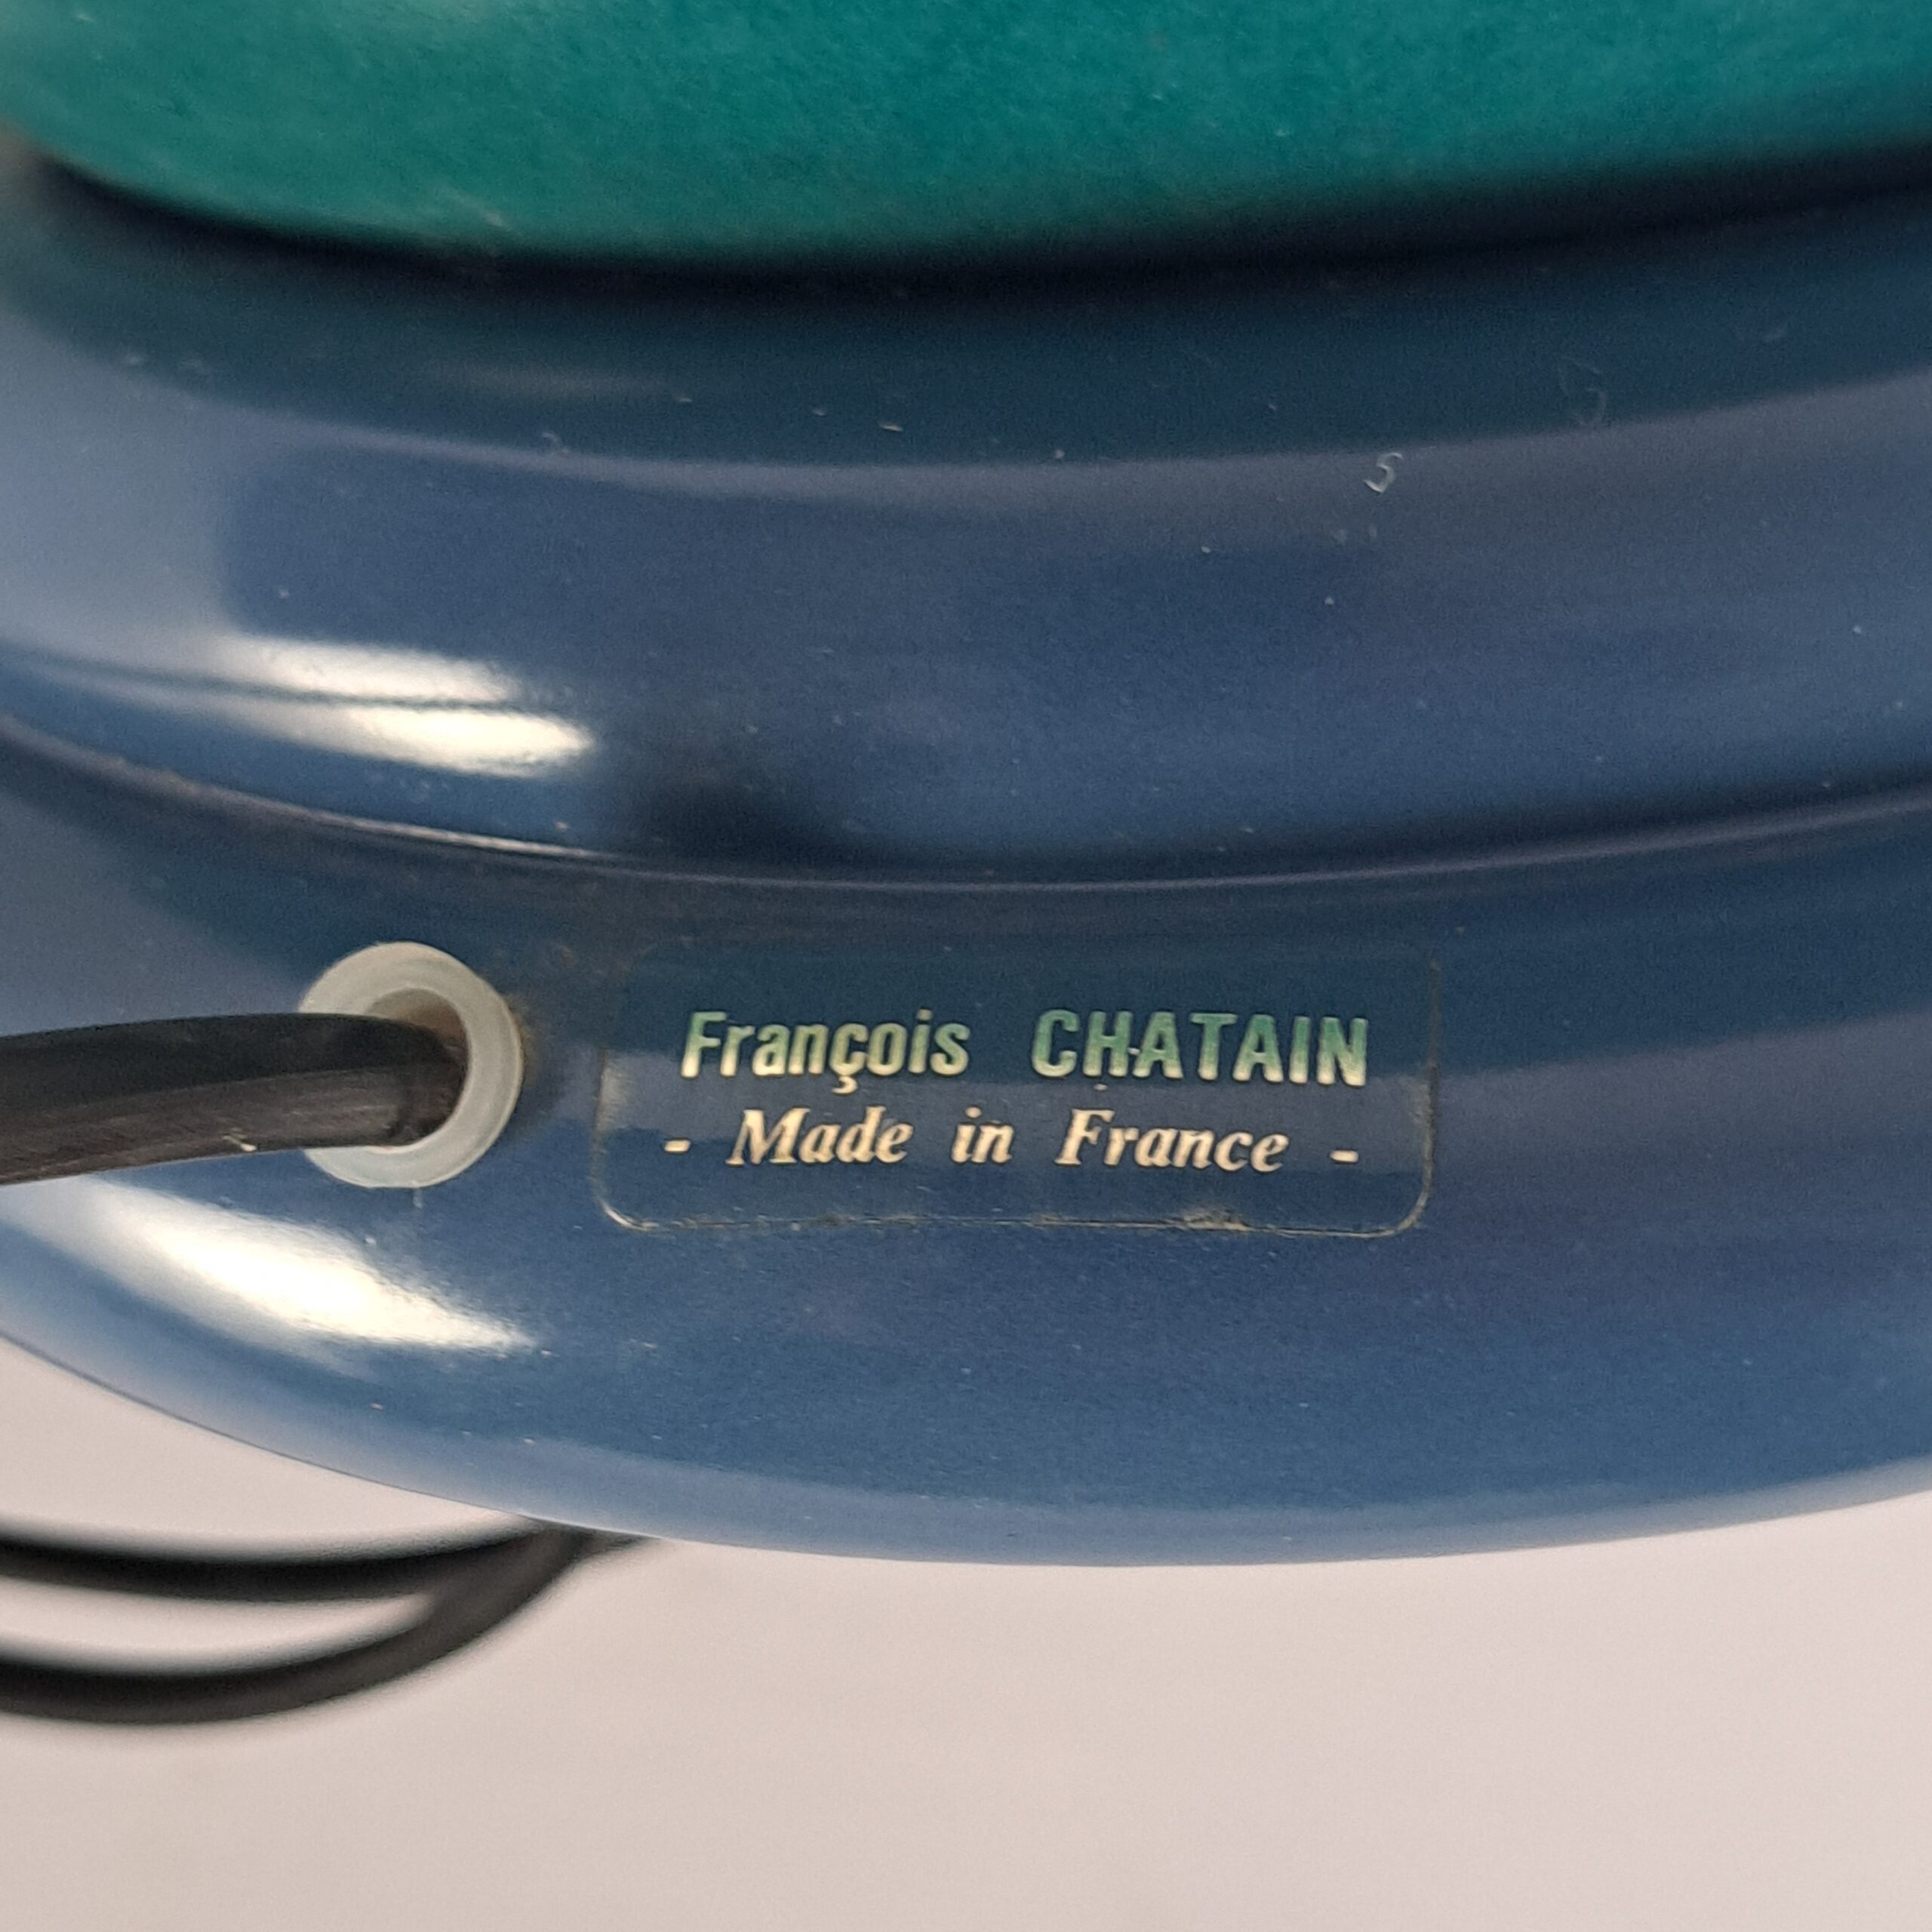 François CHATAIN
- Made in France -